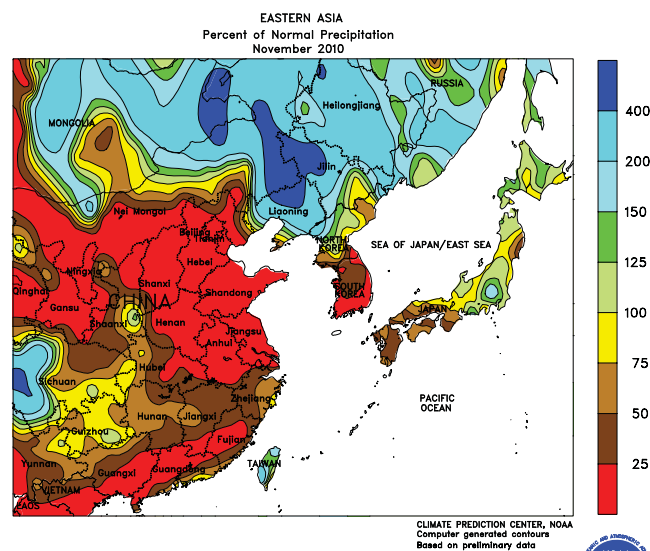 EASTERN ASIA
Percent of Normal Precipitation
November 2010
RUSSIA
Heilongjiang
MONGOLIA
Jilin
Nei Mongol
Liaoning
Beijing
Tianjin
NORTH
KOREA
SEA OF JAPAN/EAST SEA
Hebei
Ningxia
Shanxi
Qinghai
SOUTH
KOREA
Shandong
CHINA
Gansu
JAPAN
Shaanxi
Henan
Jiangsu
Anhui
Hubei
Sichuan
Zhejiang
PACIFIC
OCEAN
Hunan
Jiangxi
Guizhou
Fujian
Yunnan
Guangxi
Guangdong
TAIWAN
VIETNAM
LAOS
400
200
150
125
100
75
50
25
CLIMATE PREDICTION CENTER, NOAA
Computer generated contours
Based on preliminary data